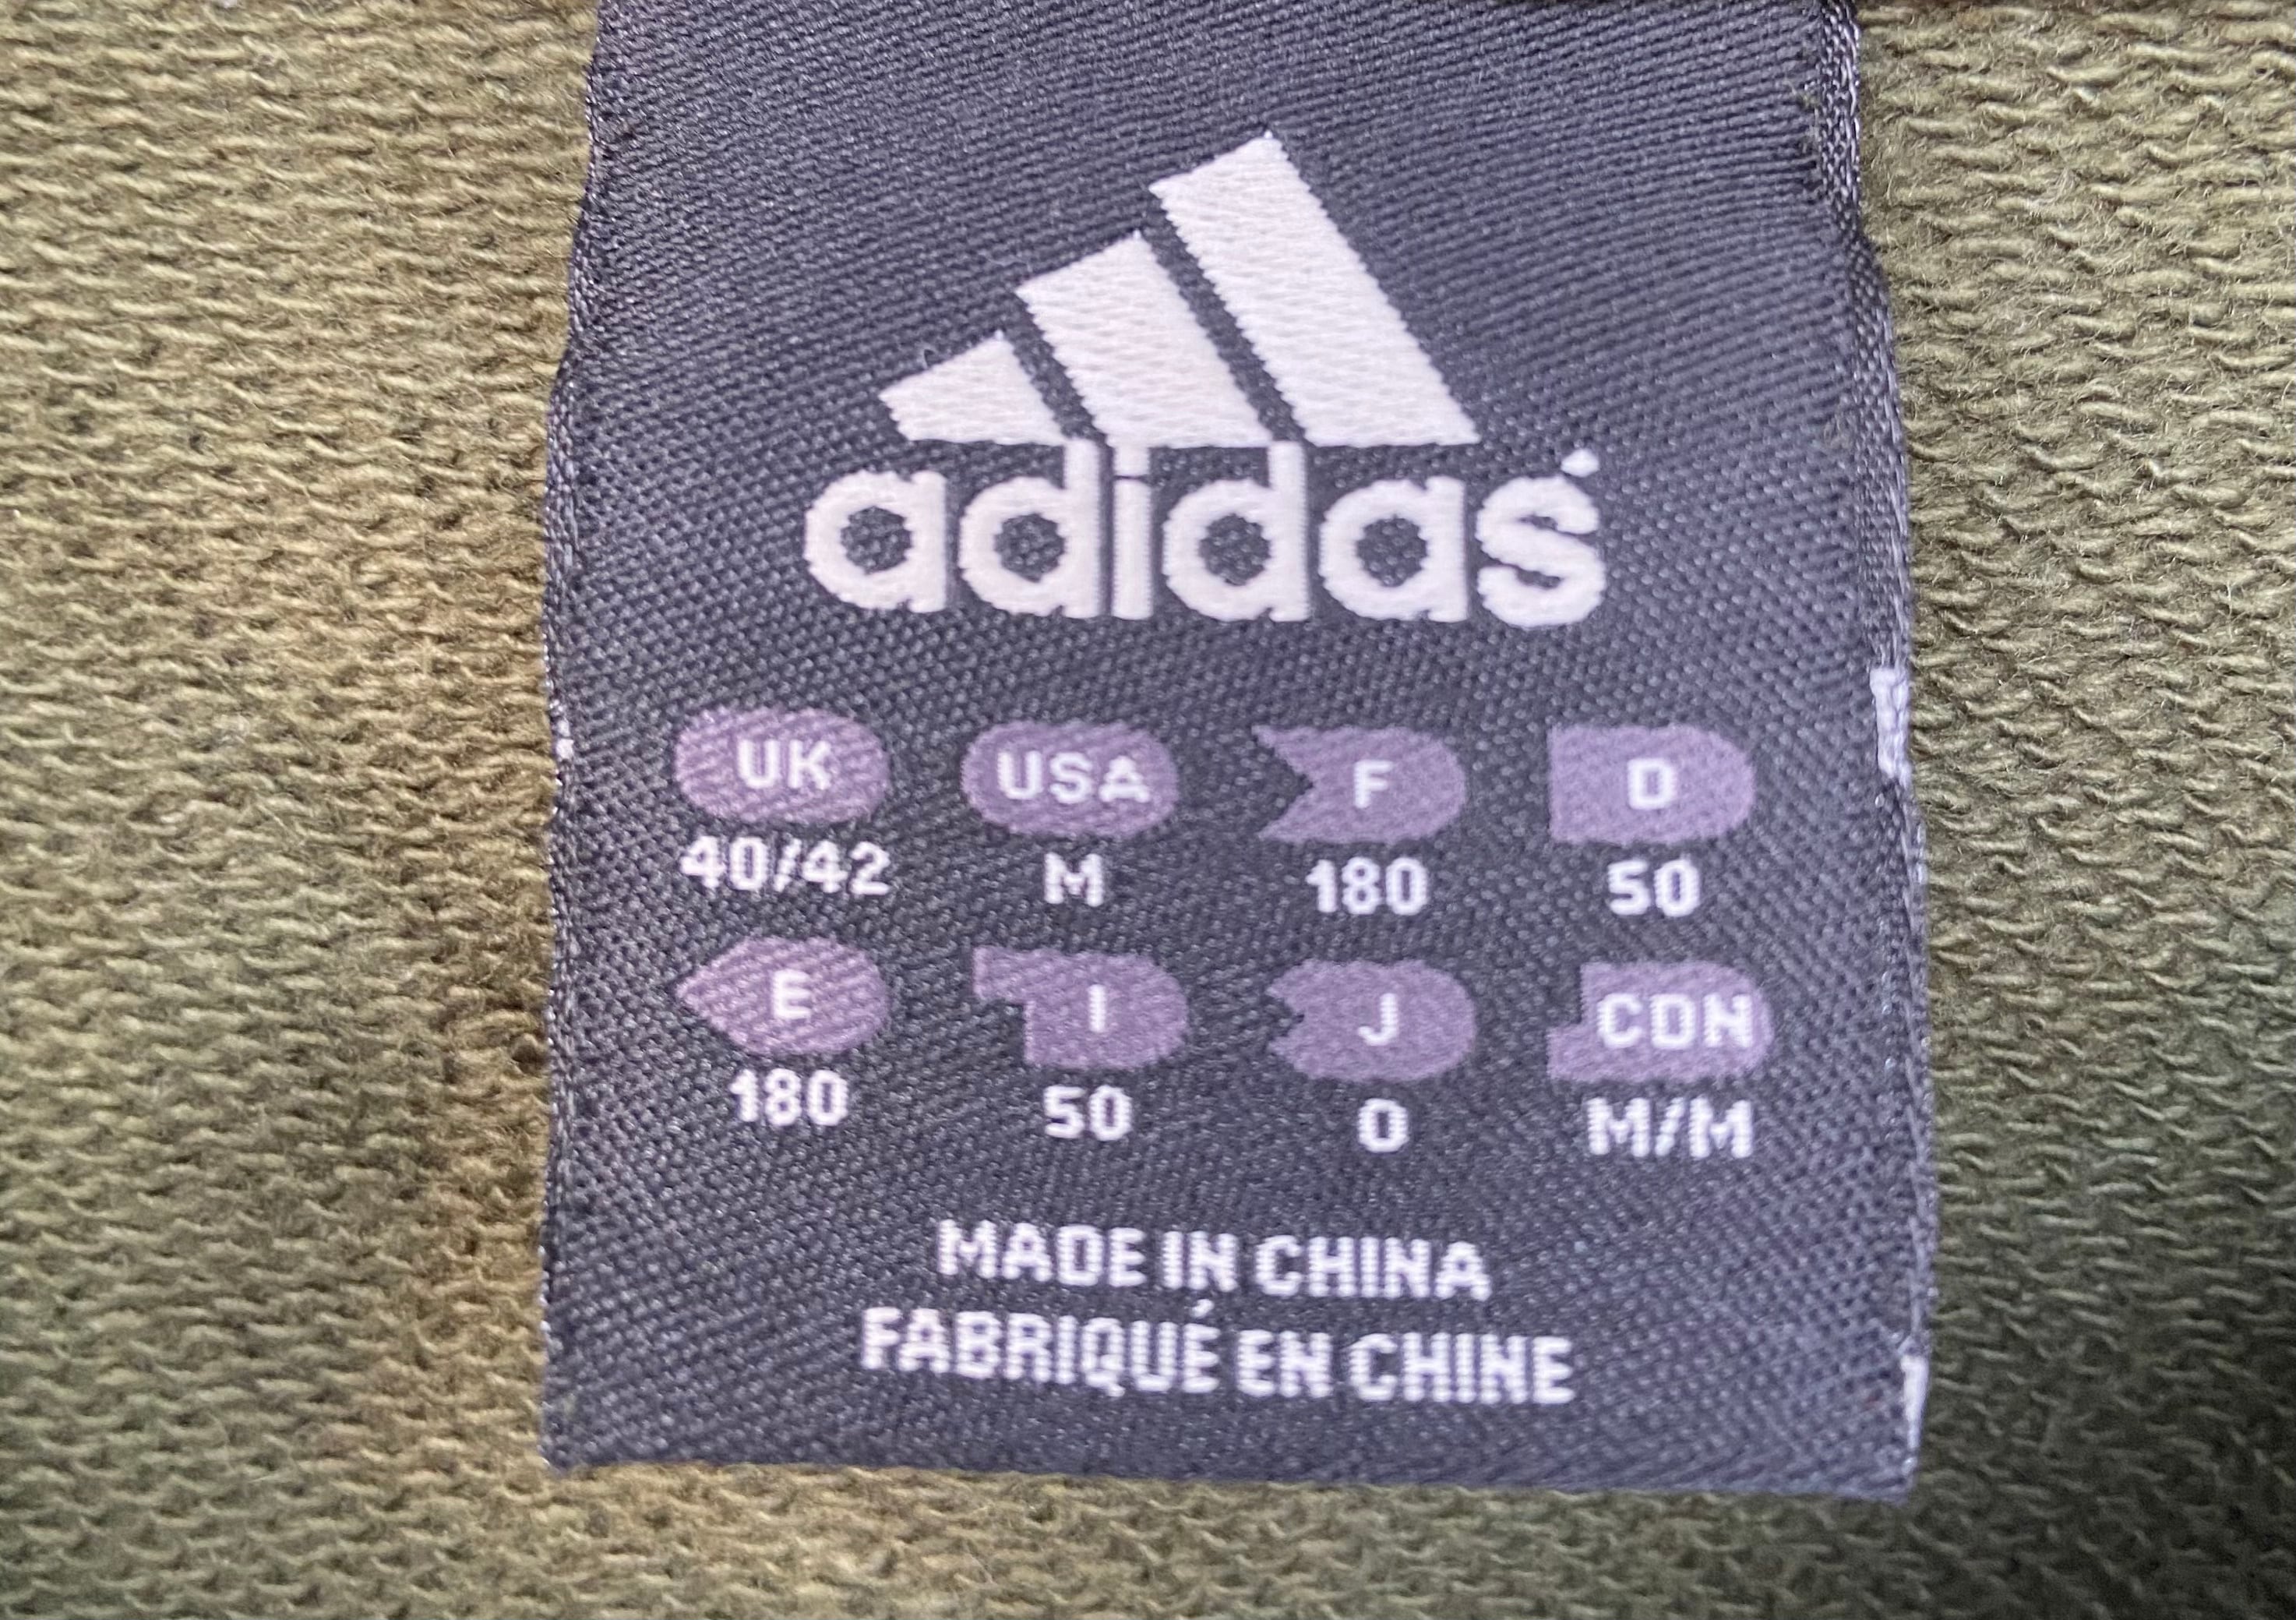 adidas
UK USA F D
40/42 M 180 50
E I J CDN
180 50 O M/M
MADE IN CHINA
FABRIQUÉ EN CHINE